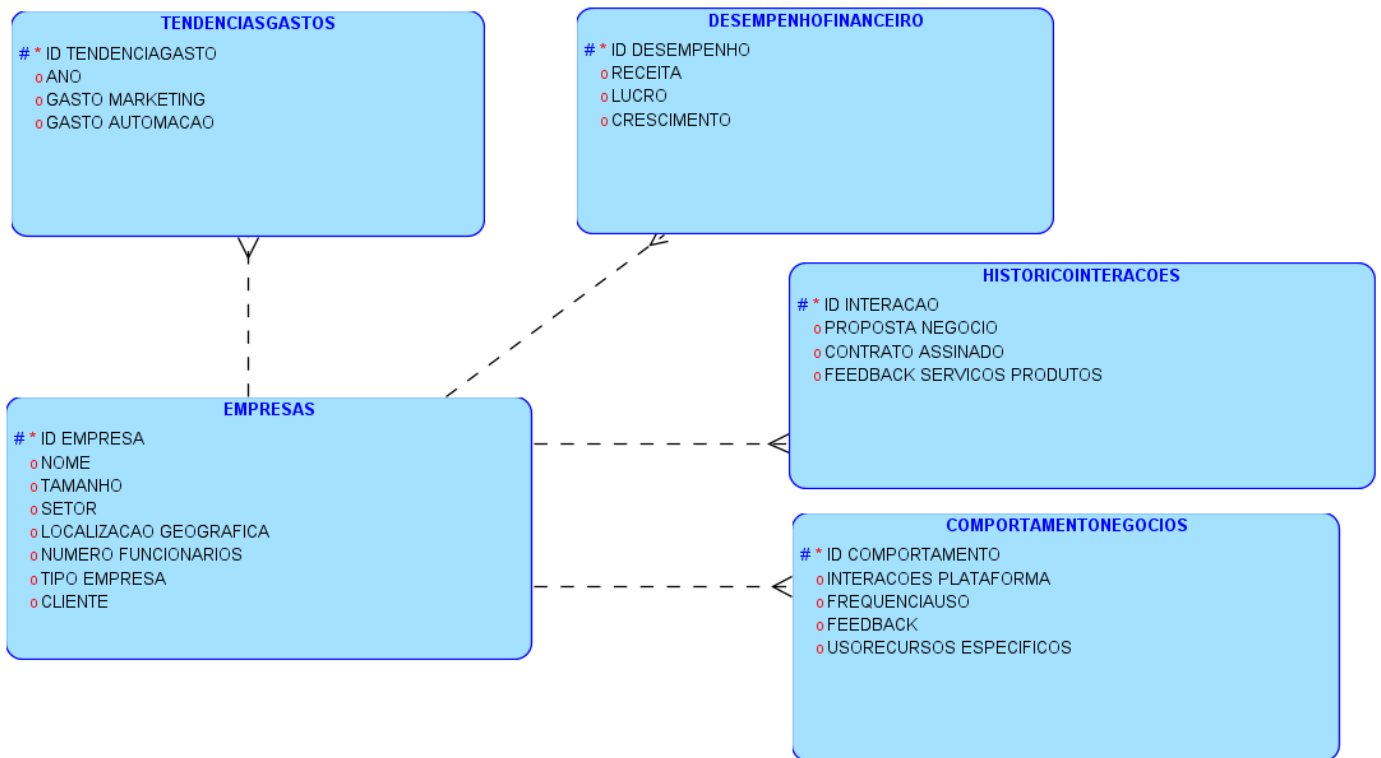 TENDENCIASGASTOS
# * ID TENDENCIAGASTO
o ANO
o GASTO MARKETING
o GASTO AUTOMACAO
DESEMPENHOFINANCEIRO
# * ID DESEMPENHO
o RECEITA
o LUCRO
o CRESCIMENTO
HISTORICOINTERACOES
# * ID INTERACAO
o PROPOSTA NEGOCIO
o CONTRATO ASSINADO
o FEEDBACK SERVICOS PRODUTOS
EMPRESAS
# * ID EMPRESA
o NOME
o TAMANHO
o SETOR
o LOCALIZACAO GEOGRAFICA
o NUMERO FUNCIONARIOS
o TIPO EMPRESA
o CLIENTE
COMPORTAMENTONEGOCIOS
# * ID COMPORTAMENTO
o INTERACOES PLATAFORMA
o FREQUENCIAUSO
o FEEDBACK
o USORECURSOS ESPECIFICOS